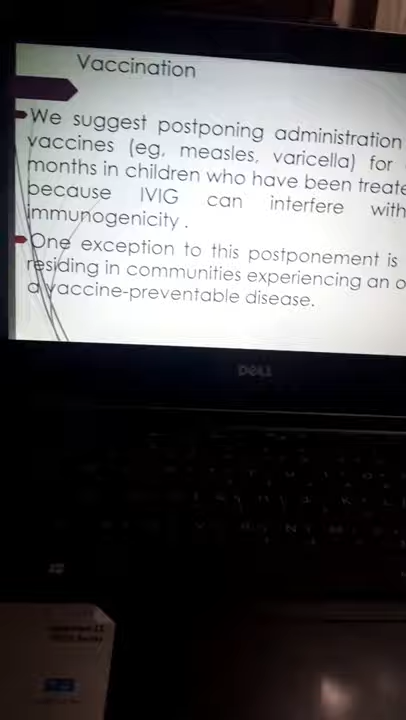 Vaccination
We suggest postponing administration
vaccines (eg, measles, varicella) for
months in children who have been treate
because IVIG can interfere with
immunogenicity.
One exception to this postponement is
residing in communities experiencing an o
a vaccine-preventable disease.
DELL